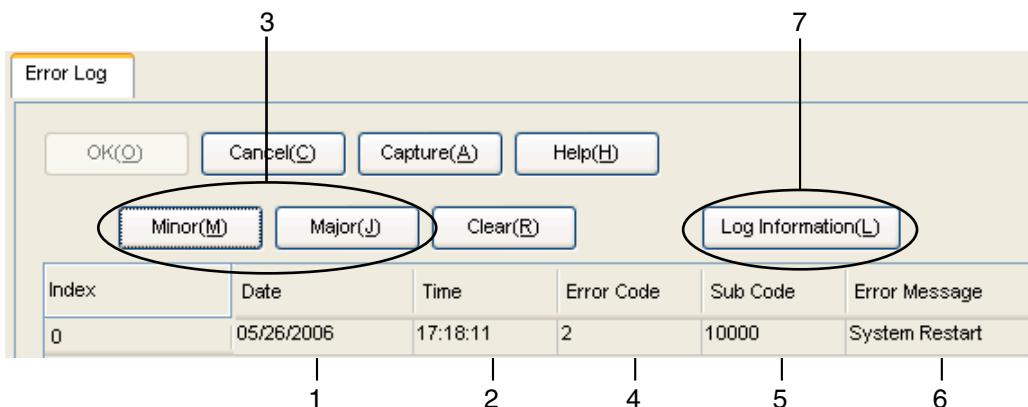 3 7
Error Log
OK(O) Cancel(C) Capture(A) Help(H)
Minor(M) Major(J) Clear(R) Log Information(L)
Index Date Time Error Code Sub Code Error Message
0 05/26/2006 17:18:11 2 10000 System Restart
1 2 4 5 6